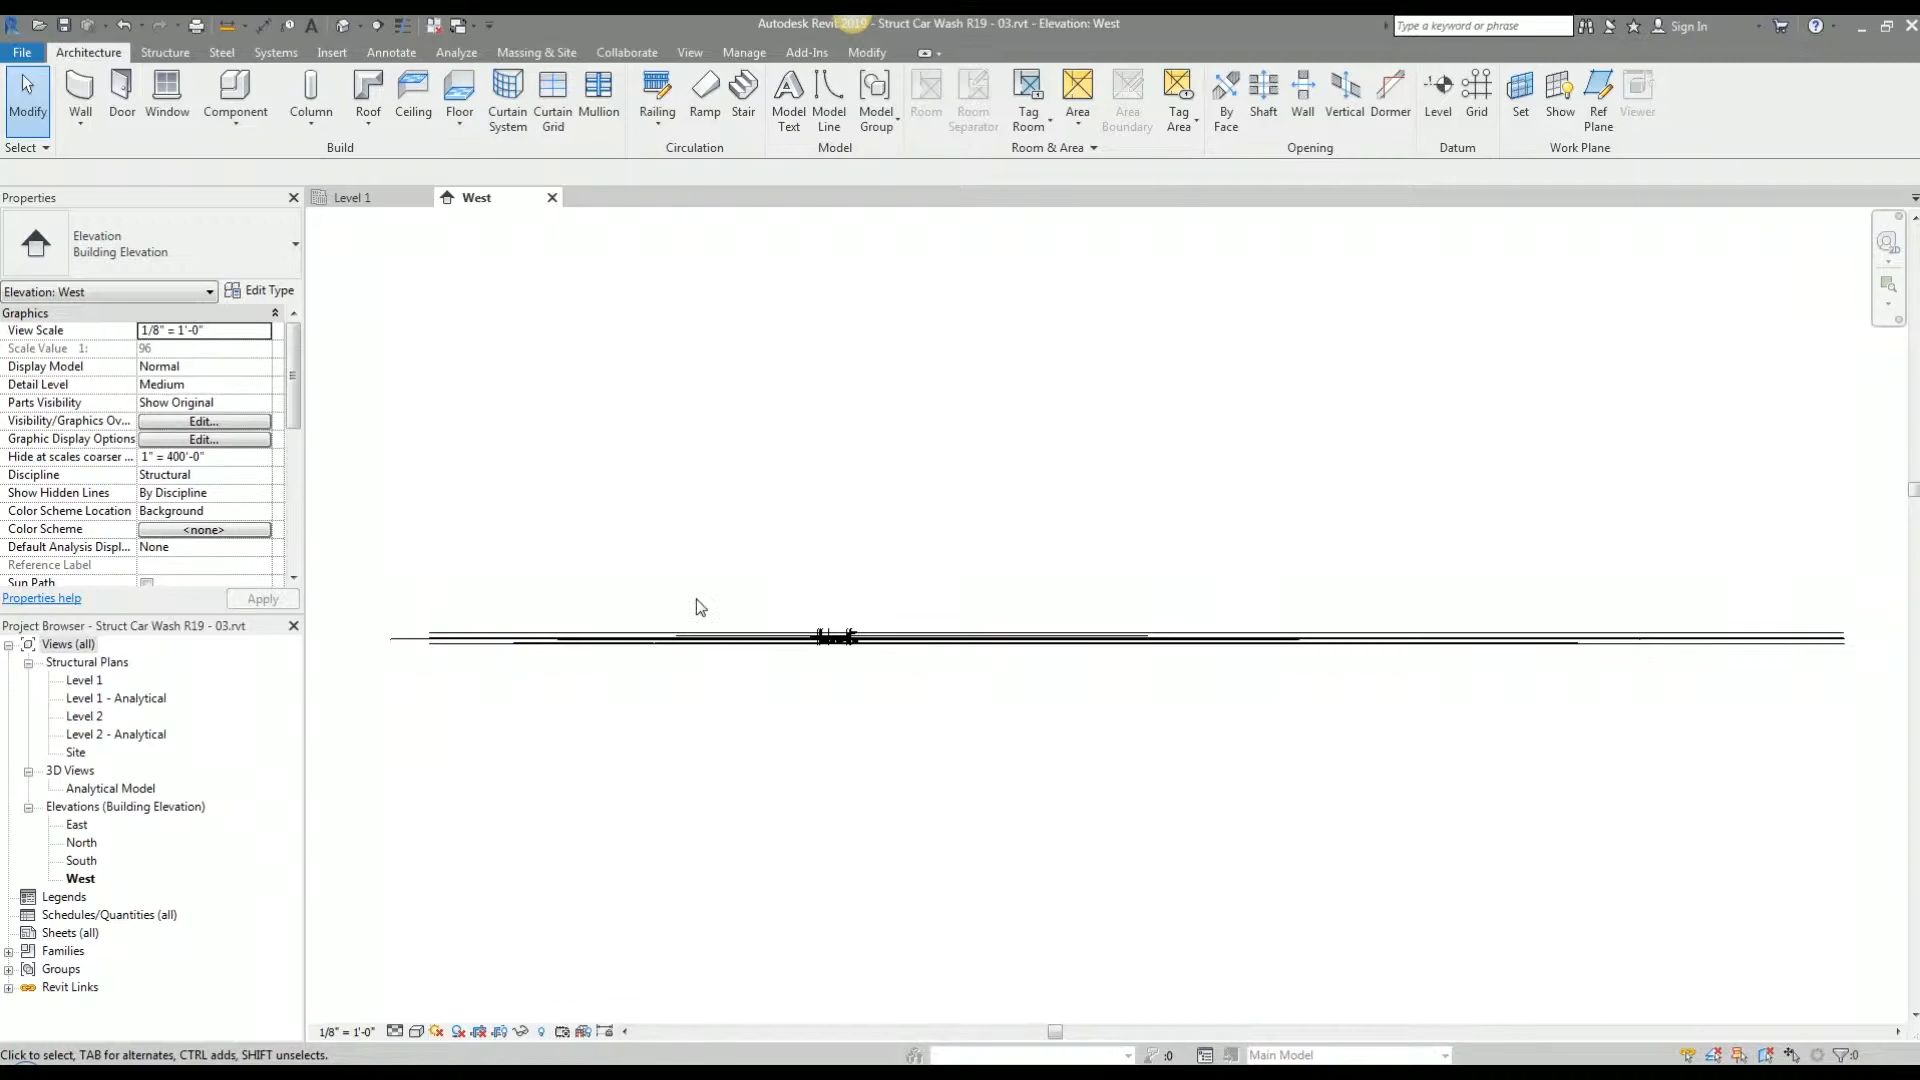 Autodesk Revit 2019 - Struct Car Wash R19 - 03.rvt - Elevation: West
Type a keyword or phrase
Sign In
File Architecture Structure Steel Systems Insert Annotate Analyze Massing & Site Collaborate View Manage Add-Ins Modify
Modify Wall Door Window Component Column Roof Ceiling Floor Curtain System Curtain Grid Mullion Railing Ramp Stair Model Text Model Line Model Group Room Room Separator Tag Room Area Area Boundary Tag Area By Face Shaft Wall Vertical Dormer Level Grid Set Show Ref Plane Viewer
Select Build Circulation Model Room & Area Opening Datum Work Plane
Properties
Level 1
West
Elevation
Building Elevation
Elevation: West
Edit Type
Graphics
View Scale 1/8" = 1'-0"
Scale Value 1: 96
Display Model Normal
Detail Level Medium
Parts Visibility Show Original
Visibility/Graphics Ov... Edit...
Graphic Display Options Edit...
Hide at scales coarser ... 1" = 400'-0"
Discipline Structural
Show Hidden Lines By Discipline
Color Scheme Location Background
Color Scheme <none>
Default Analysis Displ... None
Reference Label
Sun Path
Properties help
Apply
Project Browser - Struct Car Wash R19 - 03.rvt
Views (all)
Structural Plans
Level 1
Level 1 - Analytical
Level 2
Level 2 - Analytical
Site
3D Views
Analytical Model
Elevations (Building Elevation)
East
North
South
West
Legends
Schedules/Quantities (all)
Sheets (all)
Families
Groups
Revit Links
1/8" = 1'-0"
Click to select, TAB for alternates, CTRL adds, SHIFT unselects.
:0
Main Model
:0